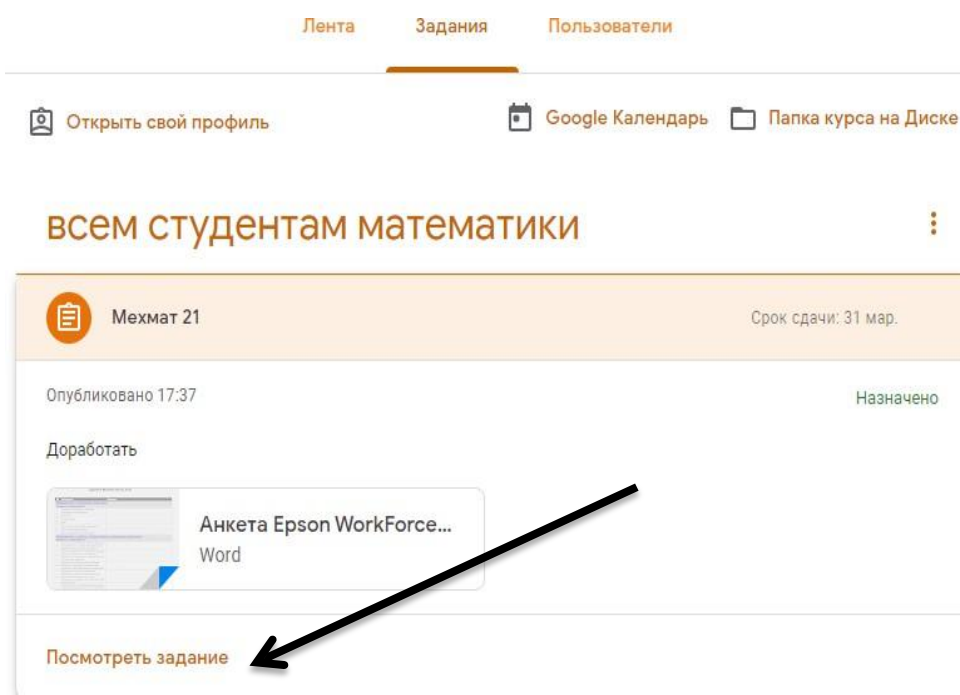 Лента Задания Пользователи
Открыть свой профиль Google Календарь Папка курса на Диске
всем студентам математики
Мехмат 21 Срок сдачи: 31 мар.
Опубликовано 17:37 Назначено
Доработать
Анкета Epson WorkForce...
Word
Посмотреть задание